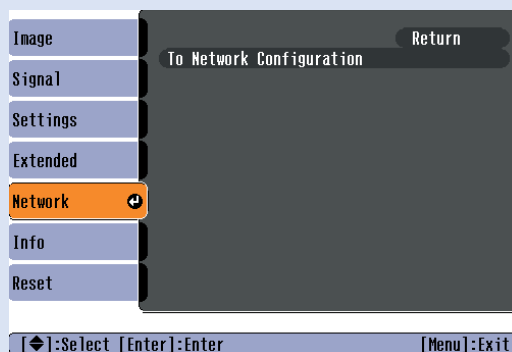 Image
Signal
Settings
Extended
Network
Info
Reset
Return
To Network Configuration
[◆]:Select [Enter]:Enter [Menu]:Exit